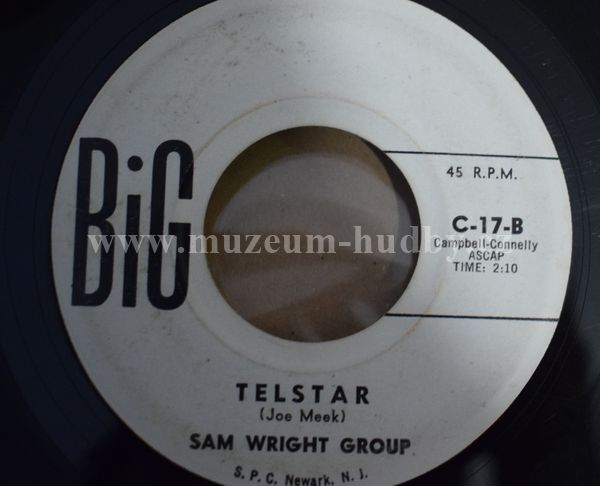 BiG
45 R.P.M.
C-17-B
Campbell-Connelly
ASCAP
TIME: 2:10
www.muzeum-hudby
TELSTAR
(Joe Meek)
SAM WRIGHT GROUP
S. P. C. Newark, N. J.